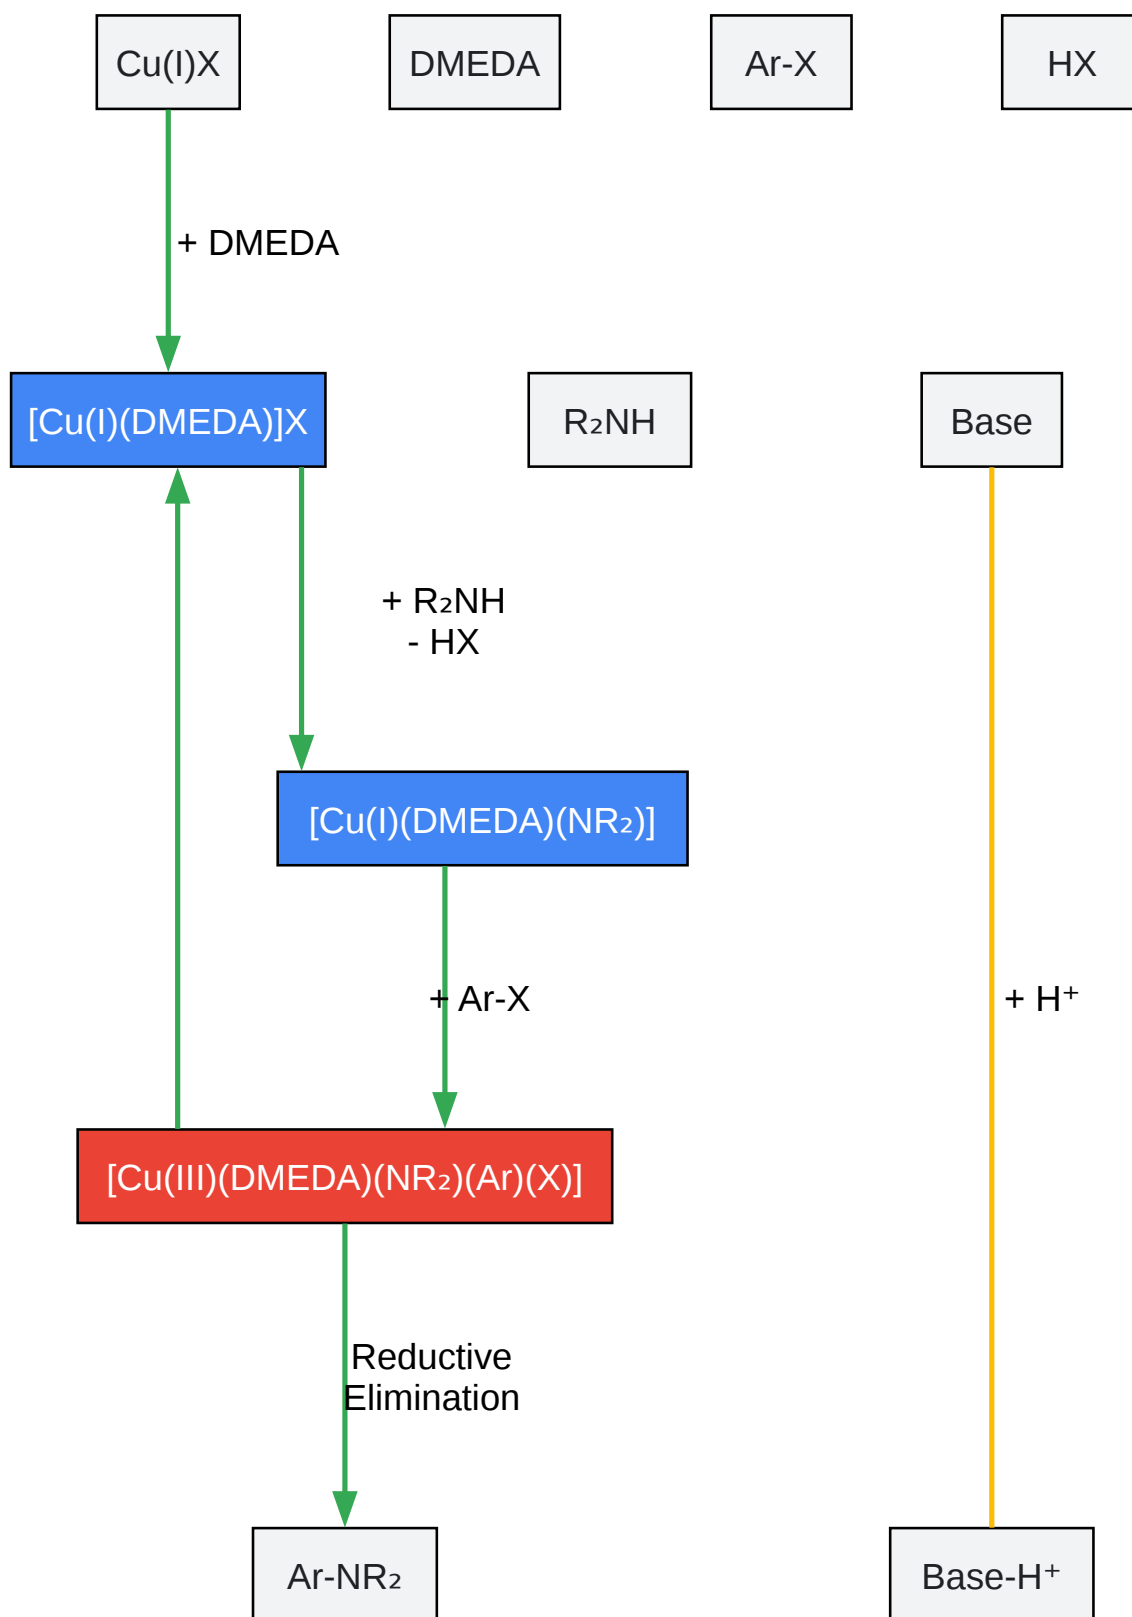 Cu(I)X
DMEDA
Ar-X
HX
+ DMEDA
[Cu(I)(DMEDA)]X
R₂NH
Base
+ R₂NH
- HX
[Cu(I)(DMEDA)(NR₂)]
+ Ar-X
+ H⁺
[Cu(III)(DMEDA)(NR₂)(Ar)(X)]
Reductive
Elimination
Ar-NR₂
Base-H⁺